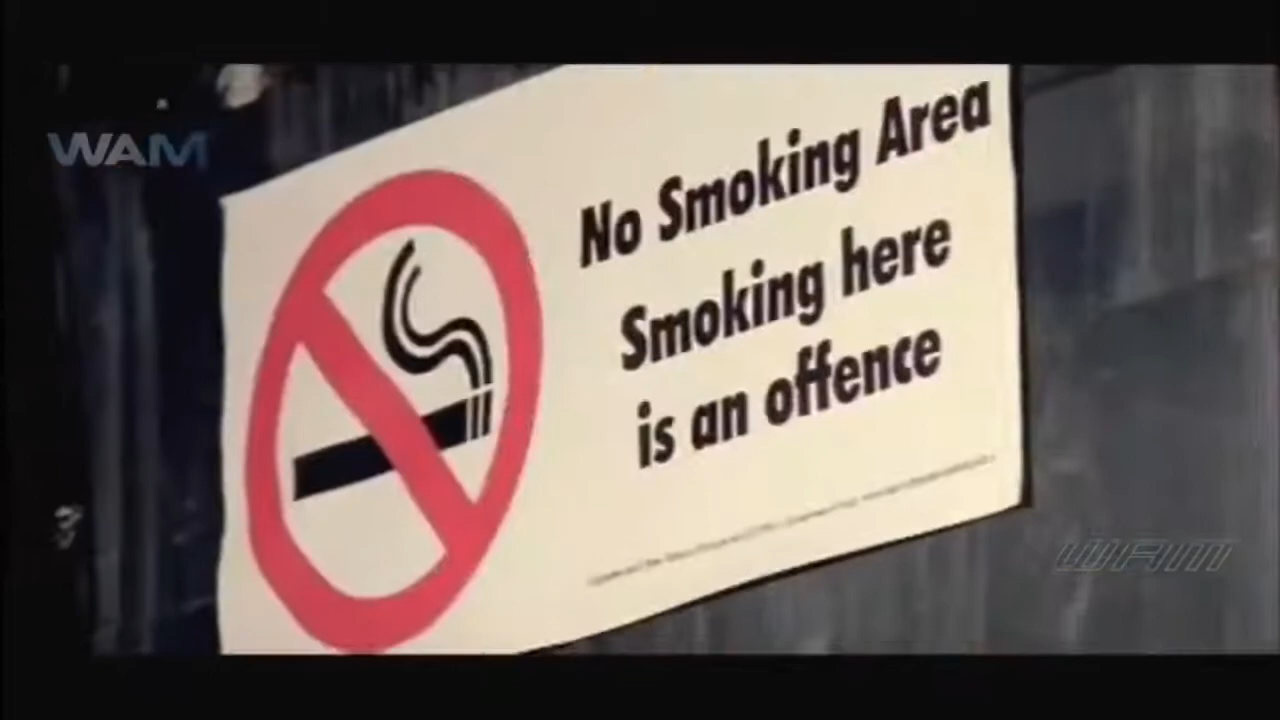 WAM
No Smoking Area
Smoking here
is an offence
WAM